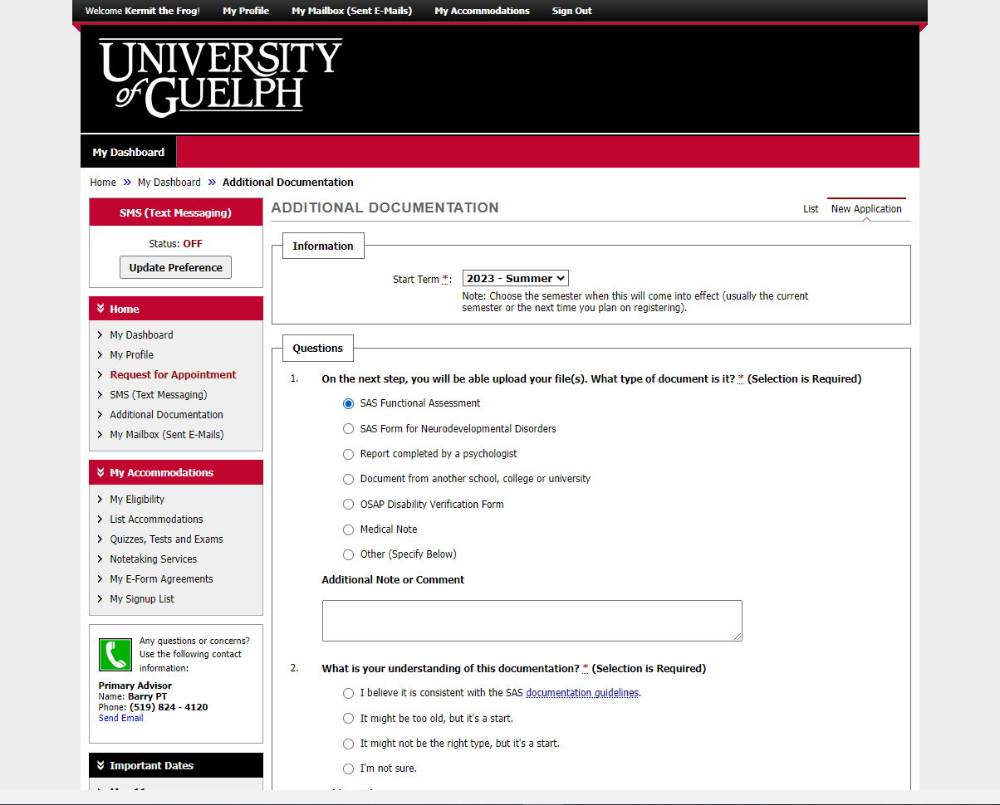 Welcome Kermit the Frog! My Profile My Mailbox (Sent E-Mails) My Accommodations Sign Out
UNIVERSITY
of GUELPH
My Dashboard
Home » My Dashboard » Additional Documentation
SMS (Text Messaging)
Status: OFF
Update Preference
Home
My Dashboard
My Profile
Request for Appointment
SMS (Text Messaging)
Additional Documentation
My Mailbox (Sent E-Mails)
My Accommodations
My Eligibility
List Accommodations
Quizzes, Tests and Exams
Notetaking Services
My E-Form Agreements
My Signup List
Any questions or concerns?
Use the following contact
information:
Primary Advisor
Name: Barry PT
Phone: (519) 824 - 4120
Send Email
Important Dates
ADDITIONAL DOCUMENTATION
List New Application
Information
Start Term *: 2023 - Summer
Note: Choose the semester when this will come into effect (usually the current
semester or the next time you plan on registering).
Questions
1. On the next step, you will be able upload your file(s). What type of document is it? * (Selection is Required)
SAS Functional Assessment
SAS Form for Neurodevelopmental Disorders
Report completed by a psychologist
Document from another school, college or university
OSAP Disability Verification Form
Medical Note
Other (Specify Below)
Additional Note or Comment
2. What is your understanding of this documentation? * (Selection is Required)
I believe it is consistent with the SAS documentation guidelines.
It might be too old, but it's a start.
It might not be the right type, but it's a start.
I'm not sure.